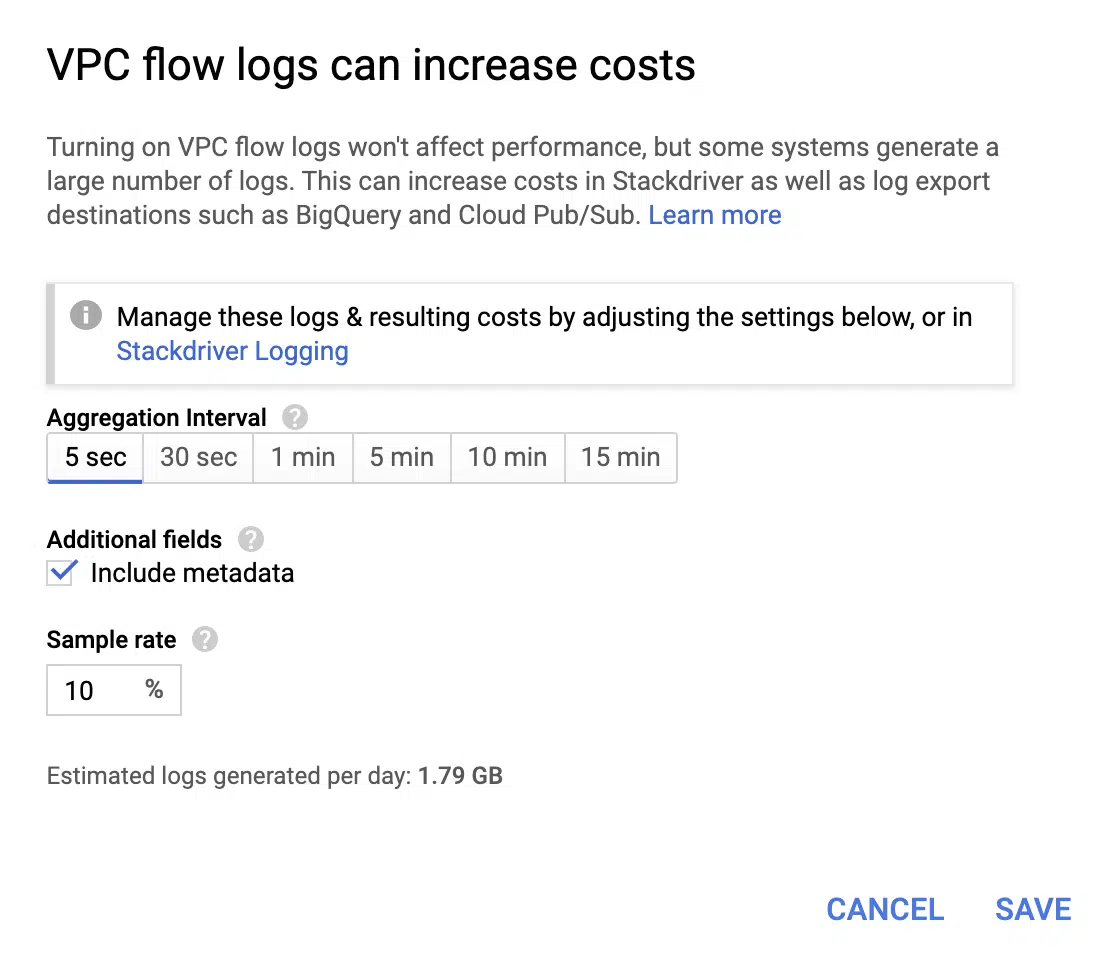 VPC flow logs can increase costs
Turning on VPC flow logs won't affect performance, but some systems generate a
large number of logs. This can increase costs in Stackdriver as well as log export
destinations such as BigQuery and Cloud Pub/Sub. Learn more
Manage these logs & resulting costs by adjusting the settings below, or in
Stackdriver Logging
Aggregation Interval ?
5 sec 30 sec 1 min 5 min 10 min 15 min
Additional fields ?
Include metadata
Sample rate ?
10 %
Estimated logs generated per day: 1.79 GB
CANCEL SAVE